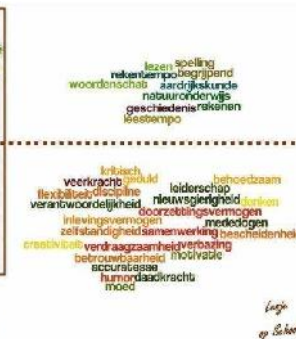 lezen spelling
rekentempo begrijpend
woordenschat aardrijkskunde
natuuronderwijs
geschiedenis rekenen
leestempo
kritisch
veerkracht geduld behoedzaam
flexibiliteit discipline leiderschap
verantwoordelijkheid nieuwsgierigheid denken
doorzettingsvermogen
inlevingsvermogen mededogen
zelfstandigheid samenwerking bescheidenheid
creativiteit verdraagzaamheid verbazing
betrouwbaarheid motivatie
accuratesse
humor daadkracht
moed
op